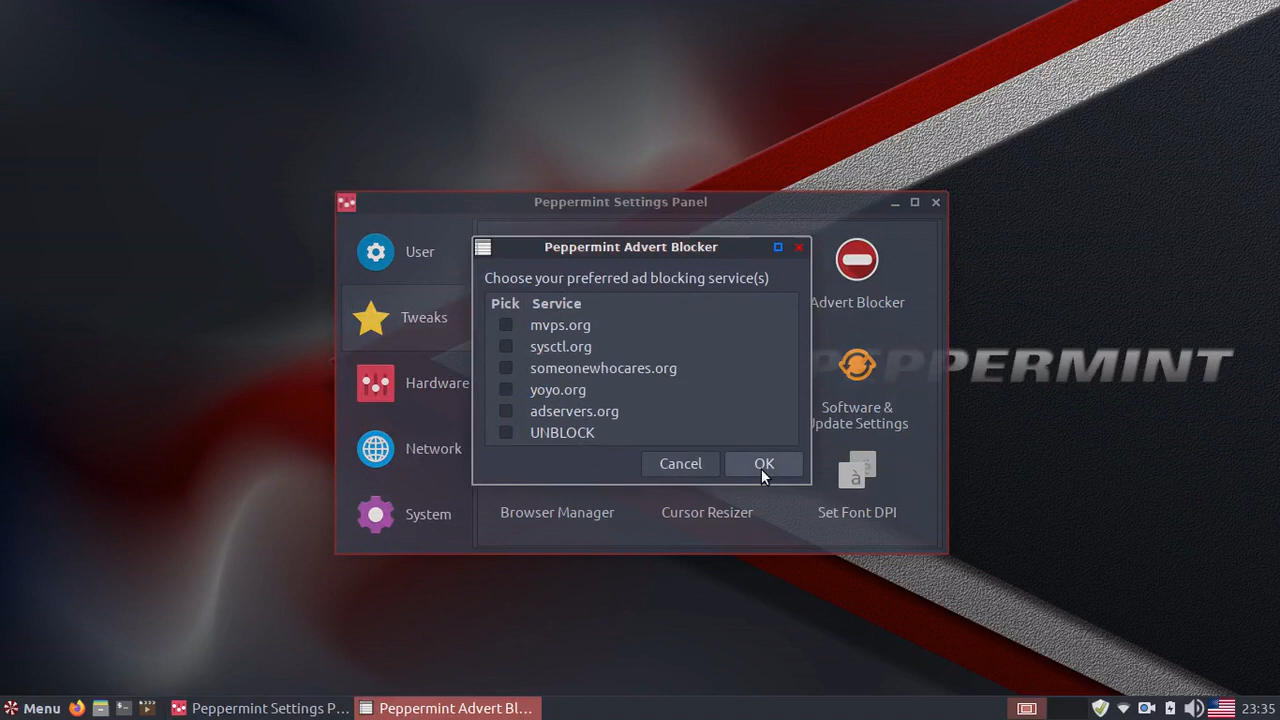 Peppermint Settings Panel
User
Tweaks
Hardware
Network
System
Peppermint Advert Blocker
Choose your preferred ad blocking service(s)
Pick Service
mvps.org
sysctl.org
someonewhocares.org
yoyo.org
adservers.org
UNBLOCK
Cancel OK
Advert Blocker
Software &
Update Settings
Browser Manager
Cursor Resizer
Set Font DPI
PEPPERMINT
Menu
Peppermint Settings P...
Peppermint Advert Bl...
23:35